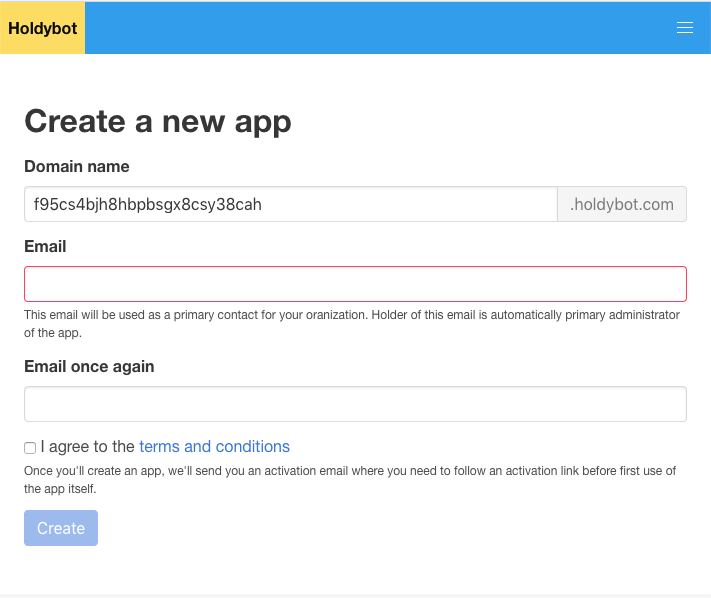 Holdybot
Create a new app
Domain name
f95cs4bjh8hbpbsgx8csy38cah .holdybot.com
Email
This email will be used as a primary contact for your oranization. Holder of this email is automatically primary administrator
of the app.
Email once again
I agree to the terms and conditions
Once you'll create an app, we'll send you an activation email where you need to follow an activation link before first use of
the app itself.
Create